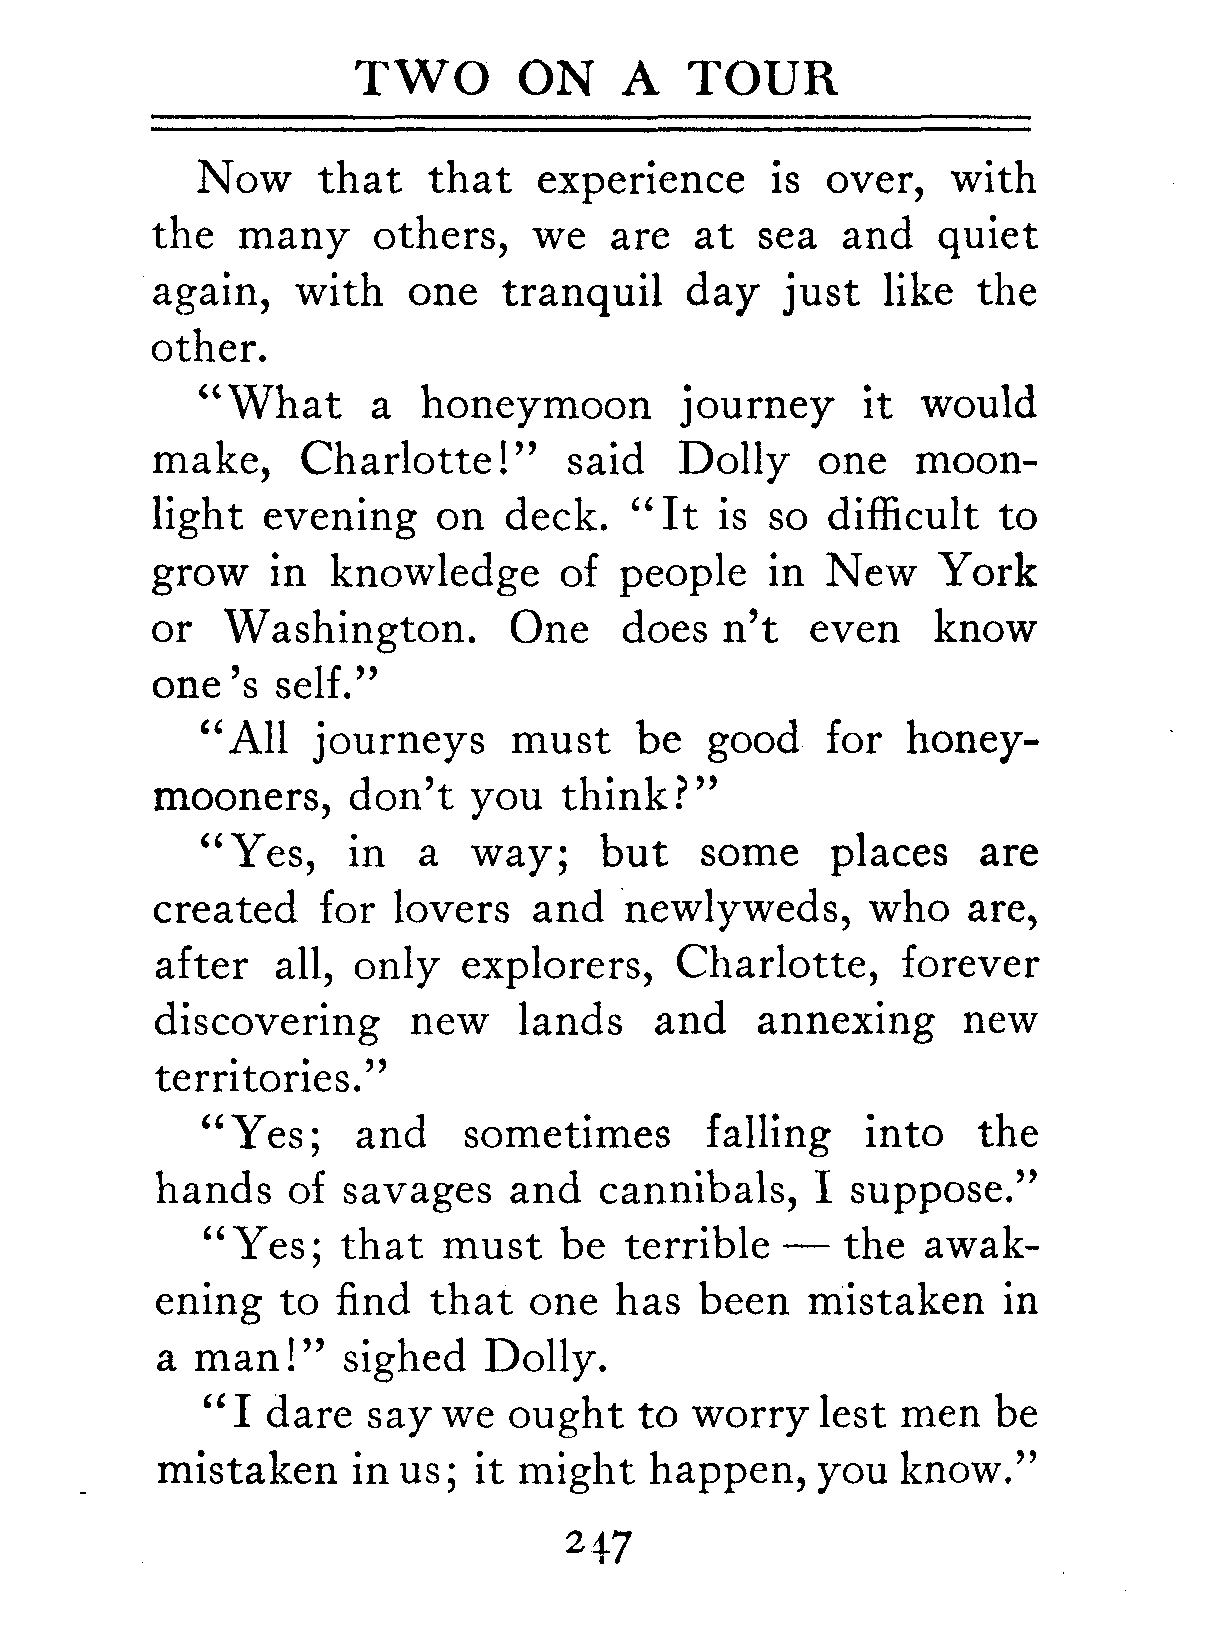 TWO ON A TOUR
Now that that experience is over, with
the many others, we are at sea and quiet
again, with one tranquil day just like the
other.
“What a honeymoon journey it would
make, Charlotte!” said Dolly one moon-
light evening on deck. “It is so difficult to
grow in knowledge of people in New York
or Washington. One does n’t even know
one ’s self.”
“All journeys must be good for honey-
mooners, don’t you think?”
“Yes, in a way; but some places are
created for lovers and newlyweds, who are,
after all, only explorers, Charlotte, forever
discovering new lands and annexing new
territories.”
“Yes; and sometimes falling into the
hands of savages and cannibals, I suppose.”
“Yes; that must be terrible — the awak-
ening to find that one has been mistaken in
a man!” sighed Dolly.
“I dare say we ought to worry lest men be
mistaken in us; it might happen, you know.”
247